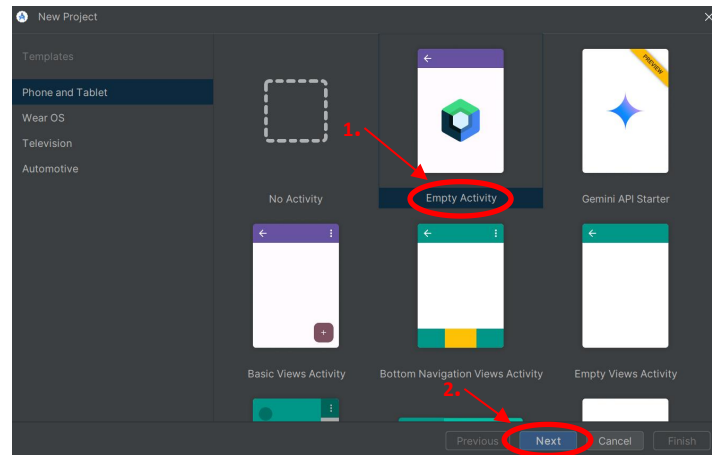 New Project
Templates
Phone and Tablet
Wear OS
Television
Automotive
1.
PREVIEW
No Activity
Empty Activity
Gemini API Starter
Basic Views Activity
Bottom Navigation Views Activity
Empty Views Activity
2.
Previous
Next
Cancel
Finish